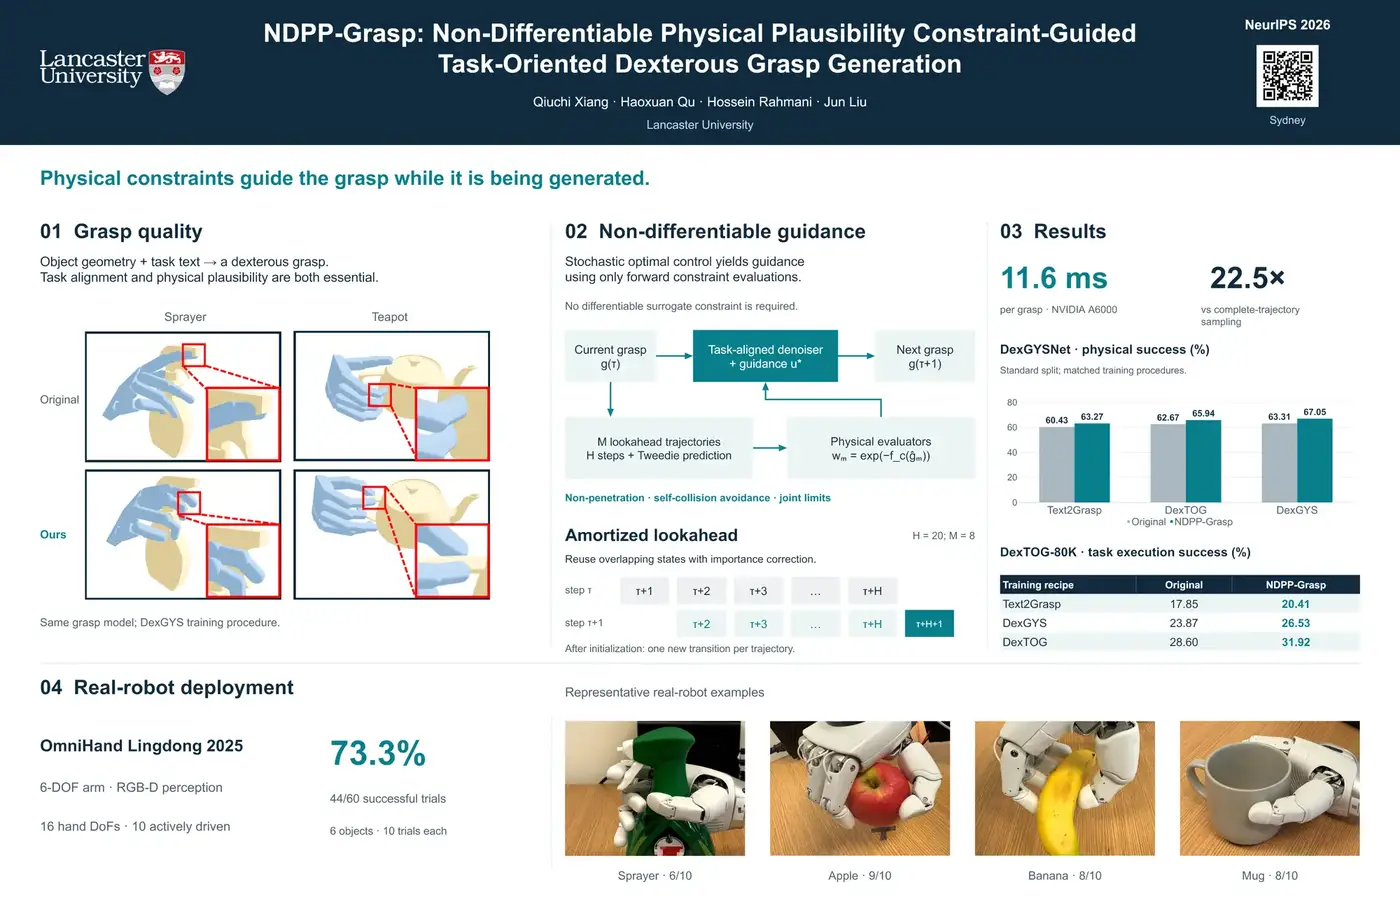 Lancaster
University
NDPP-Grasp: Non-Differentiable Physical Plausibility Constraint-Guided
Task-Oriented Dexterous Grasp Generation
Qiuchi Xiang · Haoxuan Qu · Hossein Rahmani · Jun Liu
Lancaster University
NeurIPS 2026
Sydney
Physical constraints guide the grasp while it is being generated.
01 Grasp quality
Object geometry + task text → a dexterous grasp.
Task alignment and physical plausibility are both essential.
Sprayer
Teapot
Original
Ours
Same grasp model; DexGYS training procedure.
02 Non-differentiable guidance
Stochastic optimal control yields guidance
using only forward constraint evaluations.
No differentiable surrogate constraint is required.
Current grasp
g(τ)
Task-aligned denoiser
+ guidance u*
Next grasp
g(τ+1)
M lookahead trajectories
H steps + Tweedie prediction
Physical evaluators
wₘ = exp(−f_c(ĝₘ))
Non-penetration · self-collision avoidance · joint limits
Amortized lookahead
H = 20; M = 8
Reuse overlapping states with importance correction.
step τ
τ+1
τ+2
τ+3
…
τ+H
step τ+1
τ+2
τ+3
…
τ+H
τ+H+1
After initialization: one new transition per trajectory.
03 Results
11.6 ms
per grasp · NVIDIA A6000
22.5×
vs complete-trajectory
sampling
DexGYSNet · physical success (%)
Standard split; matched training procedures.
80
60
40
20
0
60.43
63.27
62.67
65.94
63.31
67.05
Text2Grasp
DexTOG
DexGYS
Original
NDPP-Grasp
DexTOG-80K · task execution success (%)
Training recipe Original NDPP-Grasp
Text2Grasp 17.85 20.41
DexGYS 23.87 26.53
DexTOG 28.60 31.92
04 Real-robot deployment
OmniHand Lingdong 2025
6-DOF arm · RGB-D perception
16 hand DoFs · 10 actively driven
73.3%
44/60 successful trials
6 objects · 10 trials each
Representative real-robot examples
Sprayer · 6/10
Apple · 9/10
Banana · 8/10
Mug · 8/10